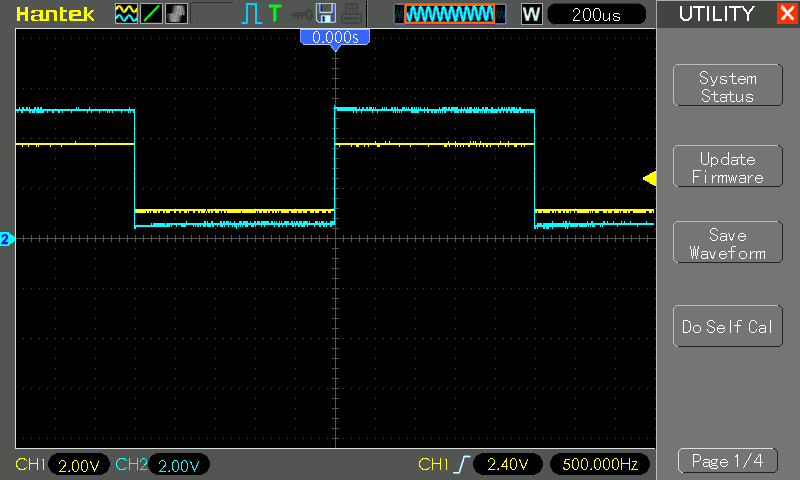 Hantek
T
W
200us
UTILITY
0.000s
System
Status
Update
Firmware
2
Save
Waveform
Do Self Cal
CH1 2.00V CH2 2.00V CH1 2.40V 500.000Hz
Page 1/4